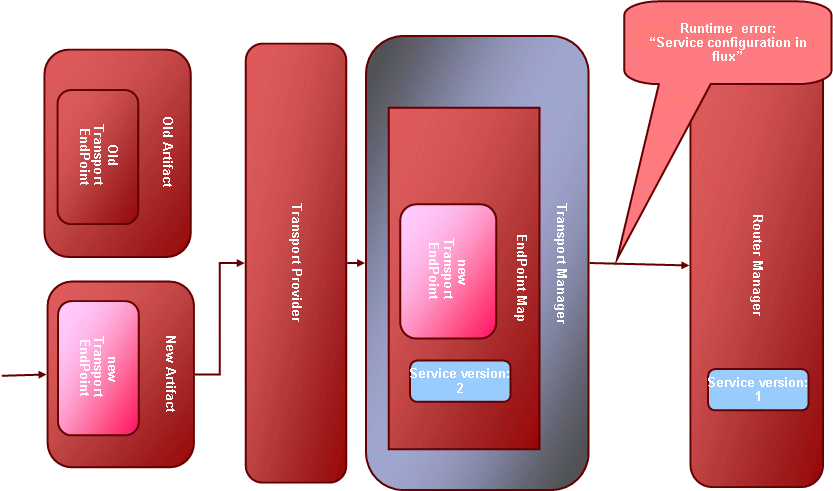 Runtime error:
“Service configuration in
flux”
Old Artifact
Old
Transport
EndPoint
New Artifact
new
Transport
EndPoint
Transport Provider
Transport Manager
EndPoint Map
new
Transport
EndPoint
Service version:
2
Router Manager
Service version:
1